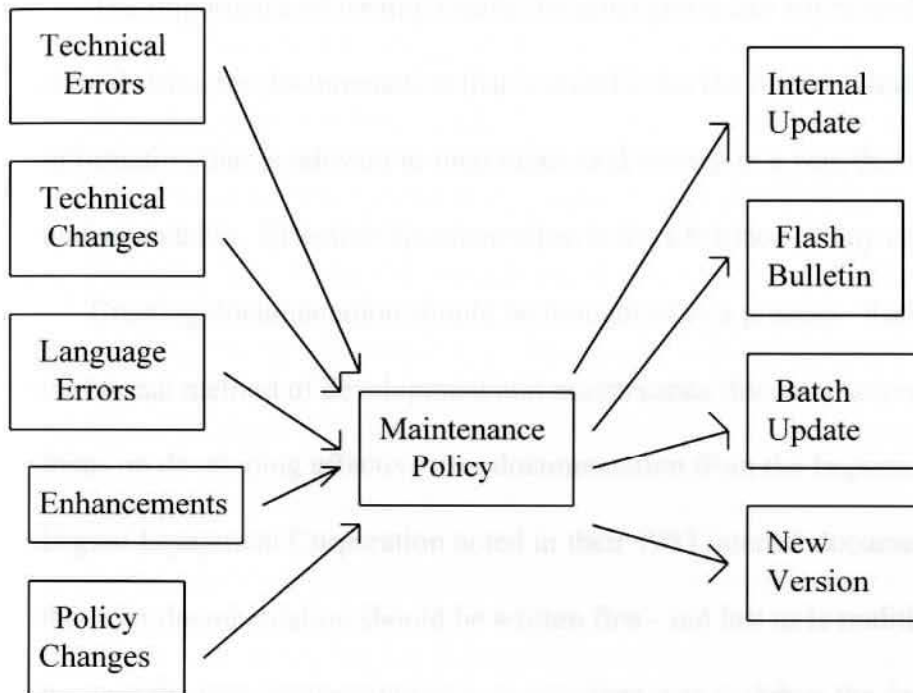 Technical
Errors
Technical
Changes
Language
Errors
Enhancements
Policy
Changes
Maintenance
Policy
Internal
Update
Flash
Bulletin
Batch
Update
New
Version